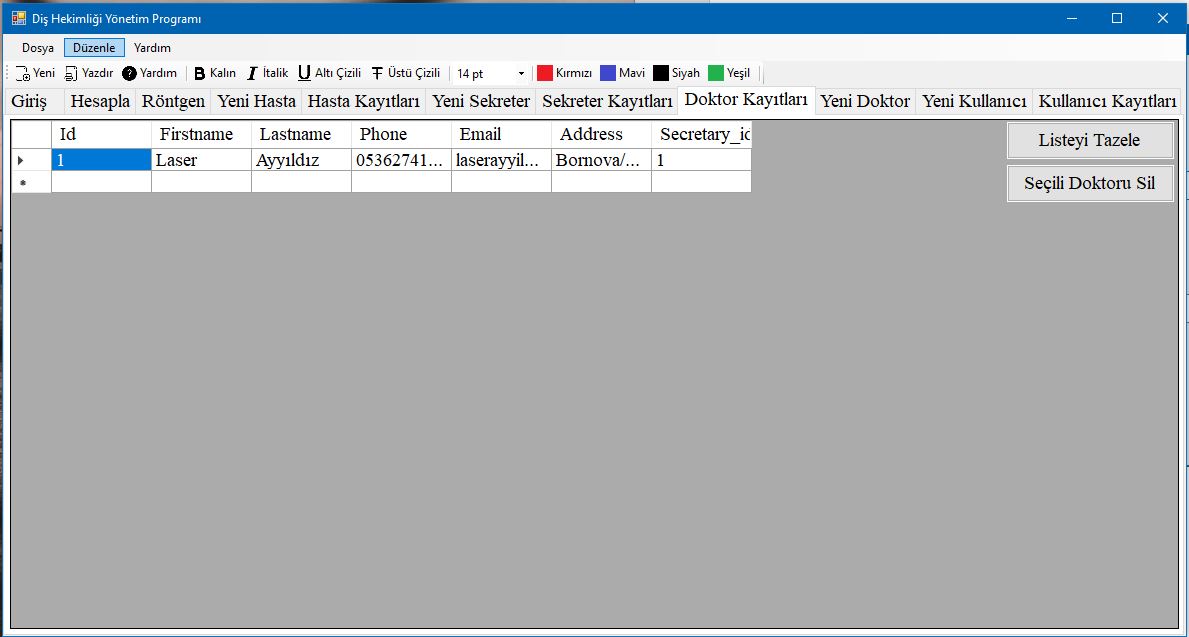 Diş Hekimliği Yönetim Programı
Dosya Düzenle Yardım
Yeni Yazdır Yardım B Kalın I İtalik U Altı Çizili T Üstü Çizili 14 pt Kırmızı Mavi Siyah Yeşil
Giriş Hesapla Röntgen Yeni Hasta Hasta Kayıtları Yeni Sekreter Sekreter Kayıtları Doktor Kayıtları Yeni Doktor Yeni Kullanıcı Kullanıcı Kayıtları
Id Firstname Lastname Phone Email Address Secretary_id
1 Laser Ayyıldız 05362741... laserayyil... Bornova/... 1
Listeyi Tazele
Seçili Doktoru Sil